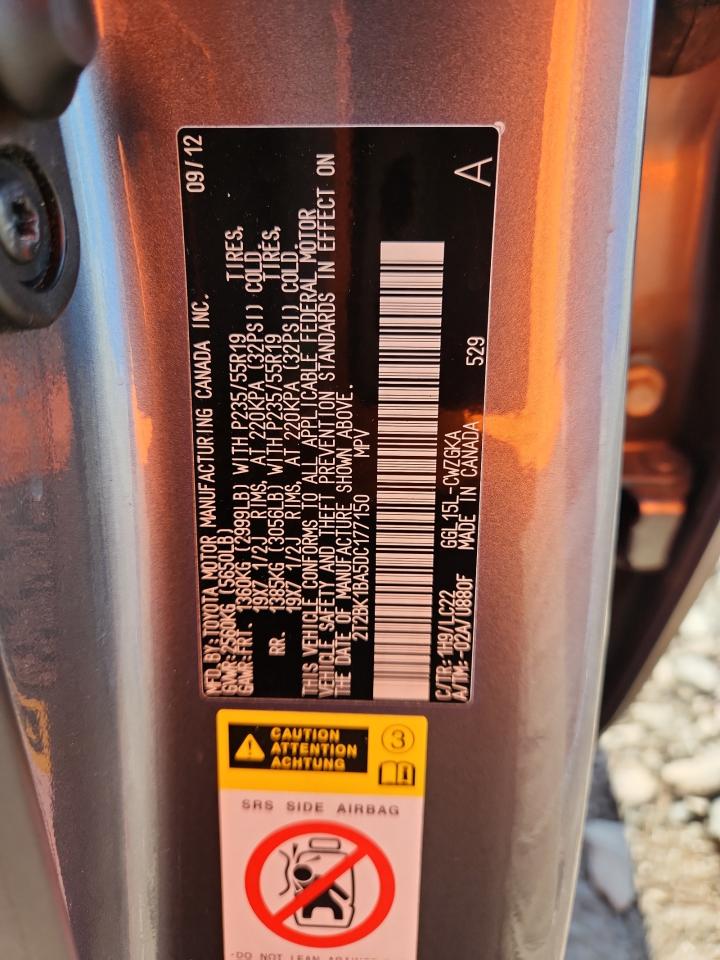 MFD. BY: TOYOTA MOTOR MANUFACTURING CANADA INC. 09/12
GVWR: 2560KG (5650LB)
GAWR: FRT. 1360KG (2999LB) WITH P235/55R19 TIRES,
19X7 1/2J RIMS, AT 220KPA (32PSI) COLD.
RR. 1385KG (3056LB) WITH P235/55R19 TIRES,
19X7 1/2J RIMS, AT 220KPA (32PSI) COLD.
THIS VEHICLE CONFORMS TO ALL APPLICABLE FEDERAL MOTOR
VEHICLE SAFETY AND THEFT PREVENTION STANDARDS IN EFFECT ON
THE DATE OF MANUFACTURE SHOWN ABOVE.
2T2BK1BA5DC177150 MPV
C/TR: 1H9/LC22 GGL15L-CWZGKA
A/TM: -02A/U880F MADE IN CANADA 529 A
CAUTION
ATTENTION
ACHTUNG
3
i
SRS SIDE AIRBAG
-DO NOT LEAN AGAINST